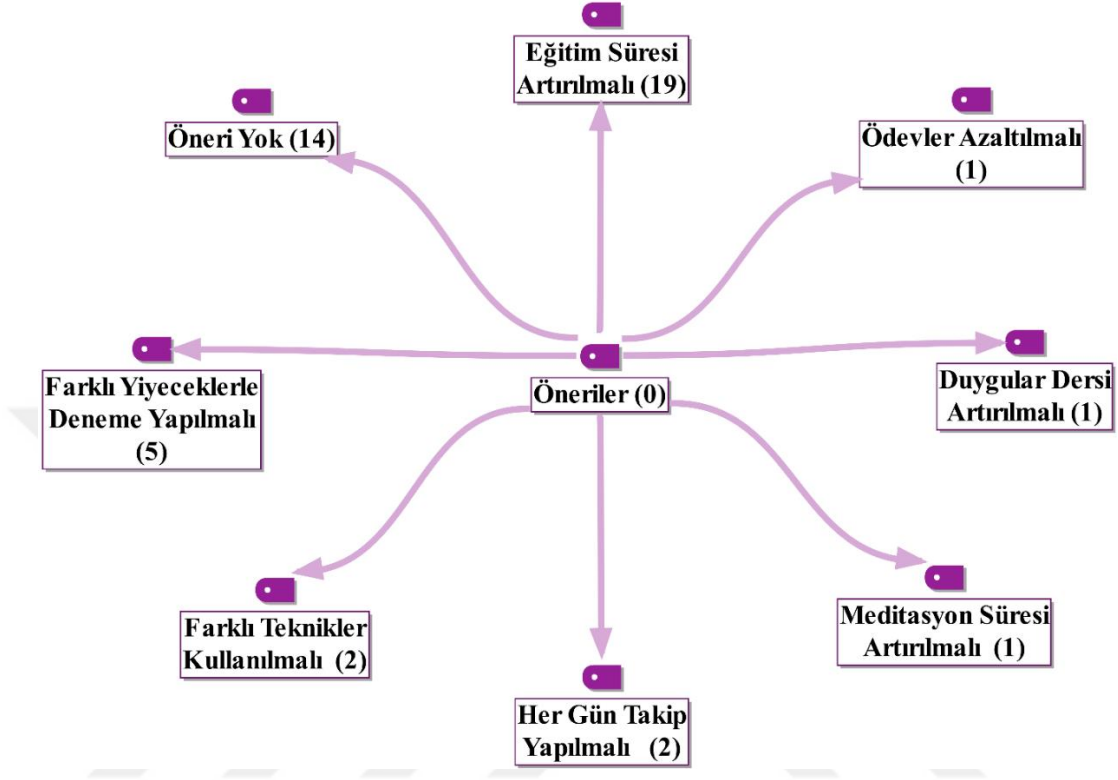 Eğitim Süresi
Artırılmalı (19)
Öneri Yok (14)
Ödevler Azaltılmalı
(1)
Farklı Yiyeceklerle
Deneme Yapılmalı
(5)
Öneriler (0)
Duygular Dersi
Artırılmalı (1)
Farklı Teknikler
Kullanılmalı (2)
Meditasyon Süresi
Artırılmalı (1)
Her Gün Takip
Yapılmalı (2)